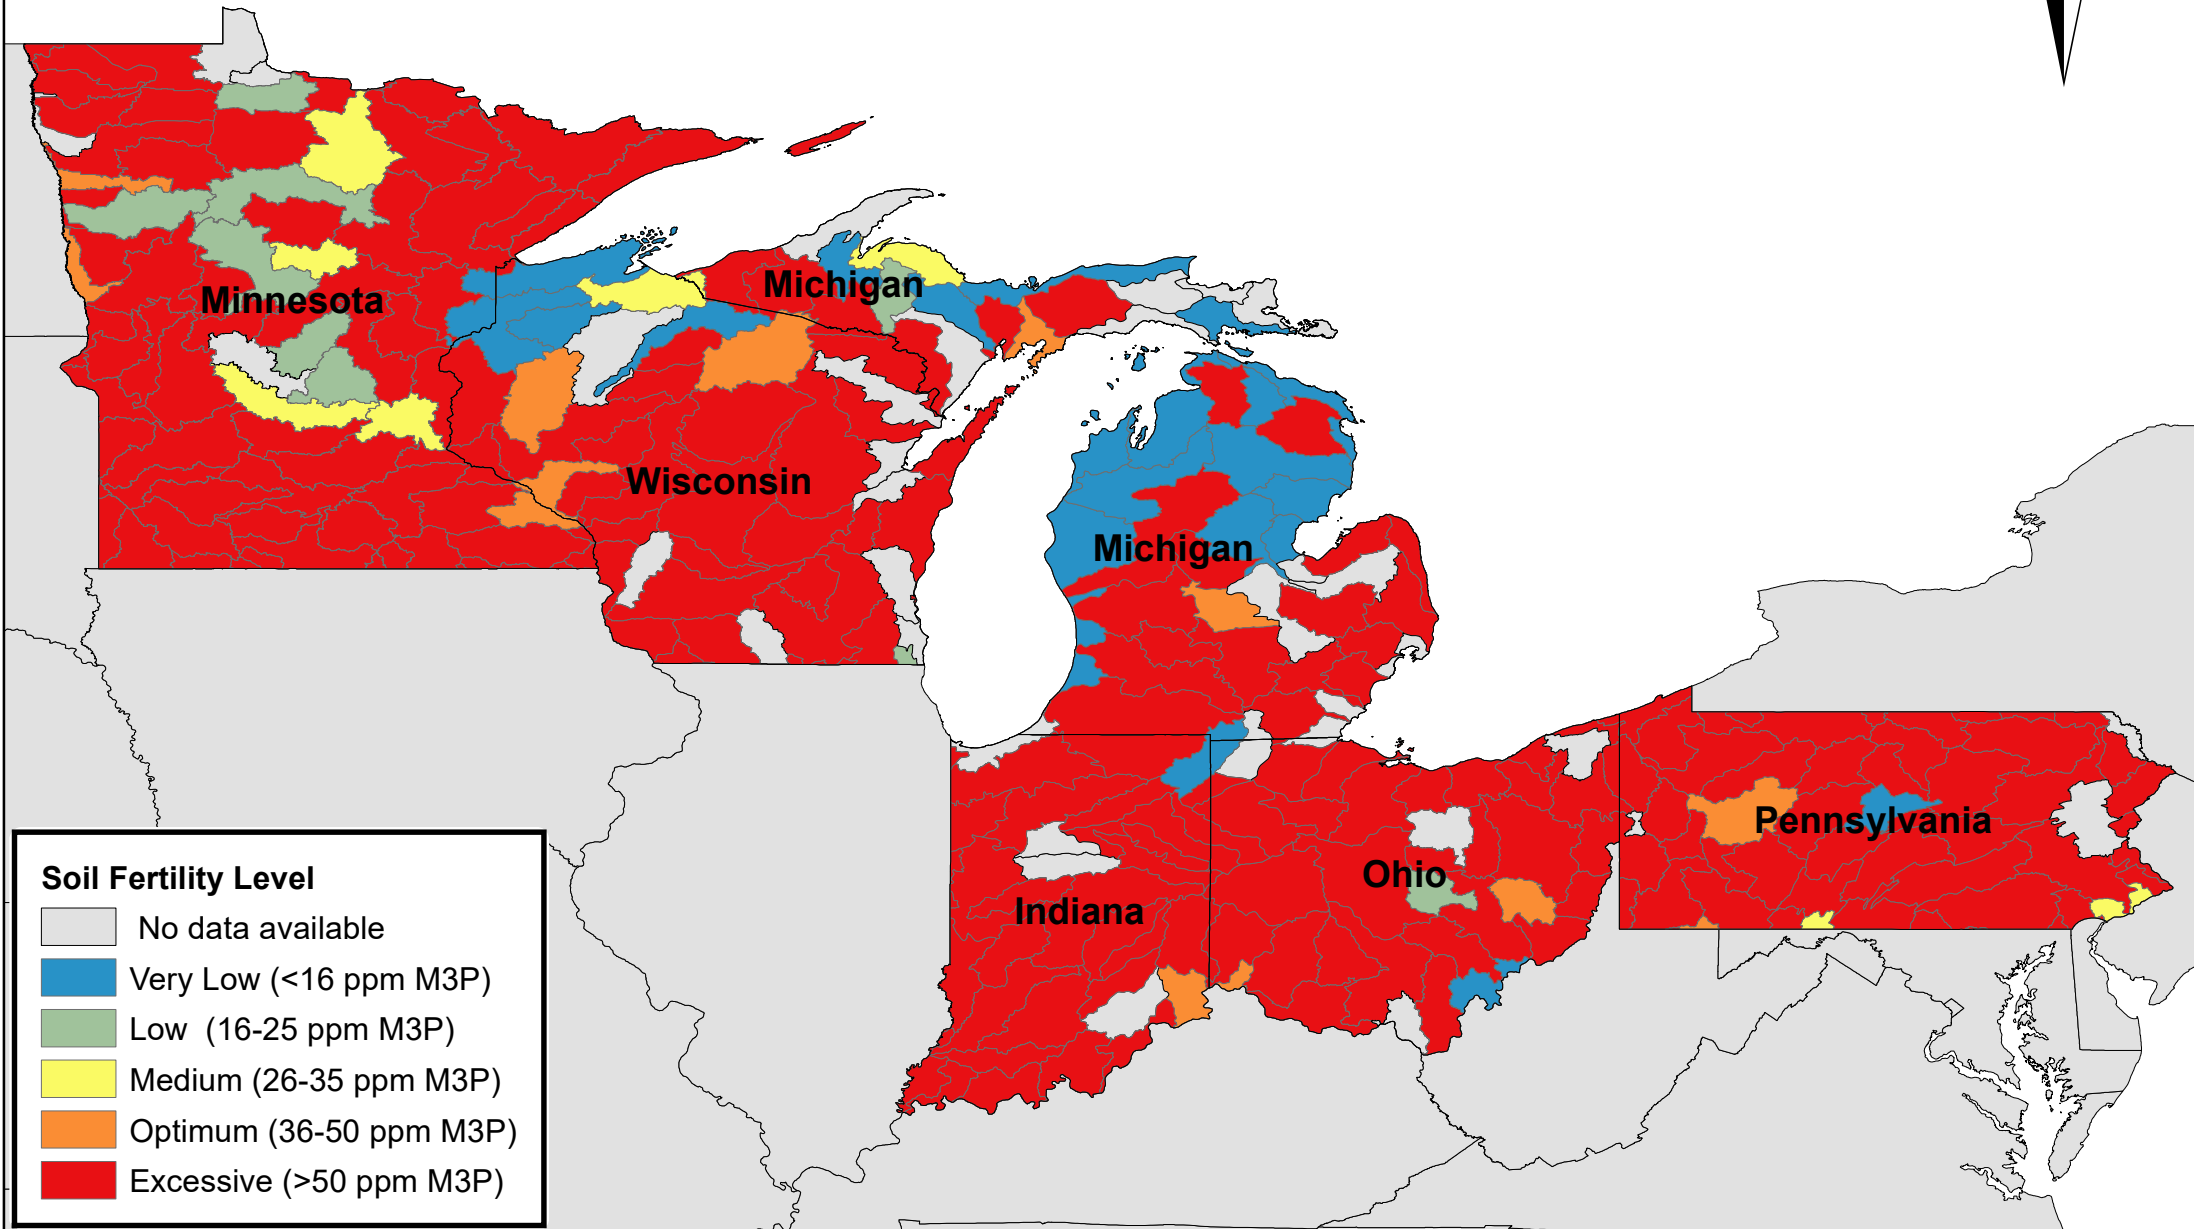 Minnesota
Michigan
Wisconsin
Michigan
Pennsylvania
Ohio
Indiana
Soil Fertility Level
No data available
Very Low (<16 ppm M3P)
Low (16-25 ppm M3P)
Medium (26-35 ppm M3P)
Optimum (36-50 ppm M3P)
Excessive (>50 ppm M3P)